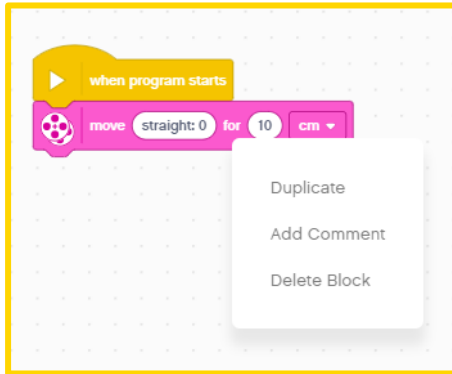 when program starts
move straight: 0 for 10 cm
Duplicate
Add Comment
Delete Block